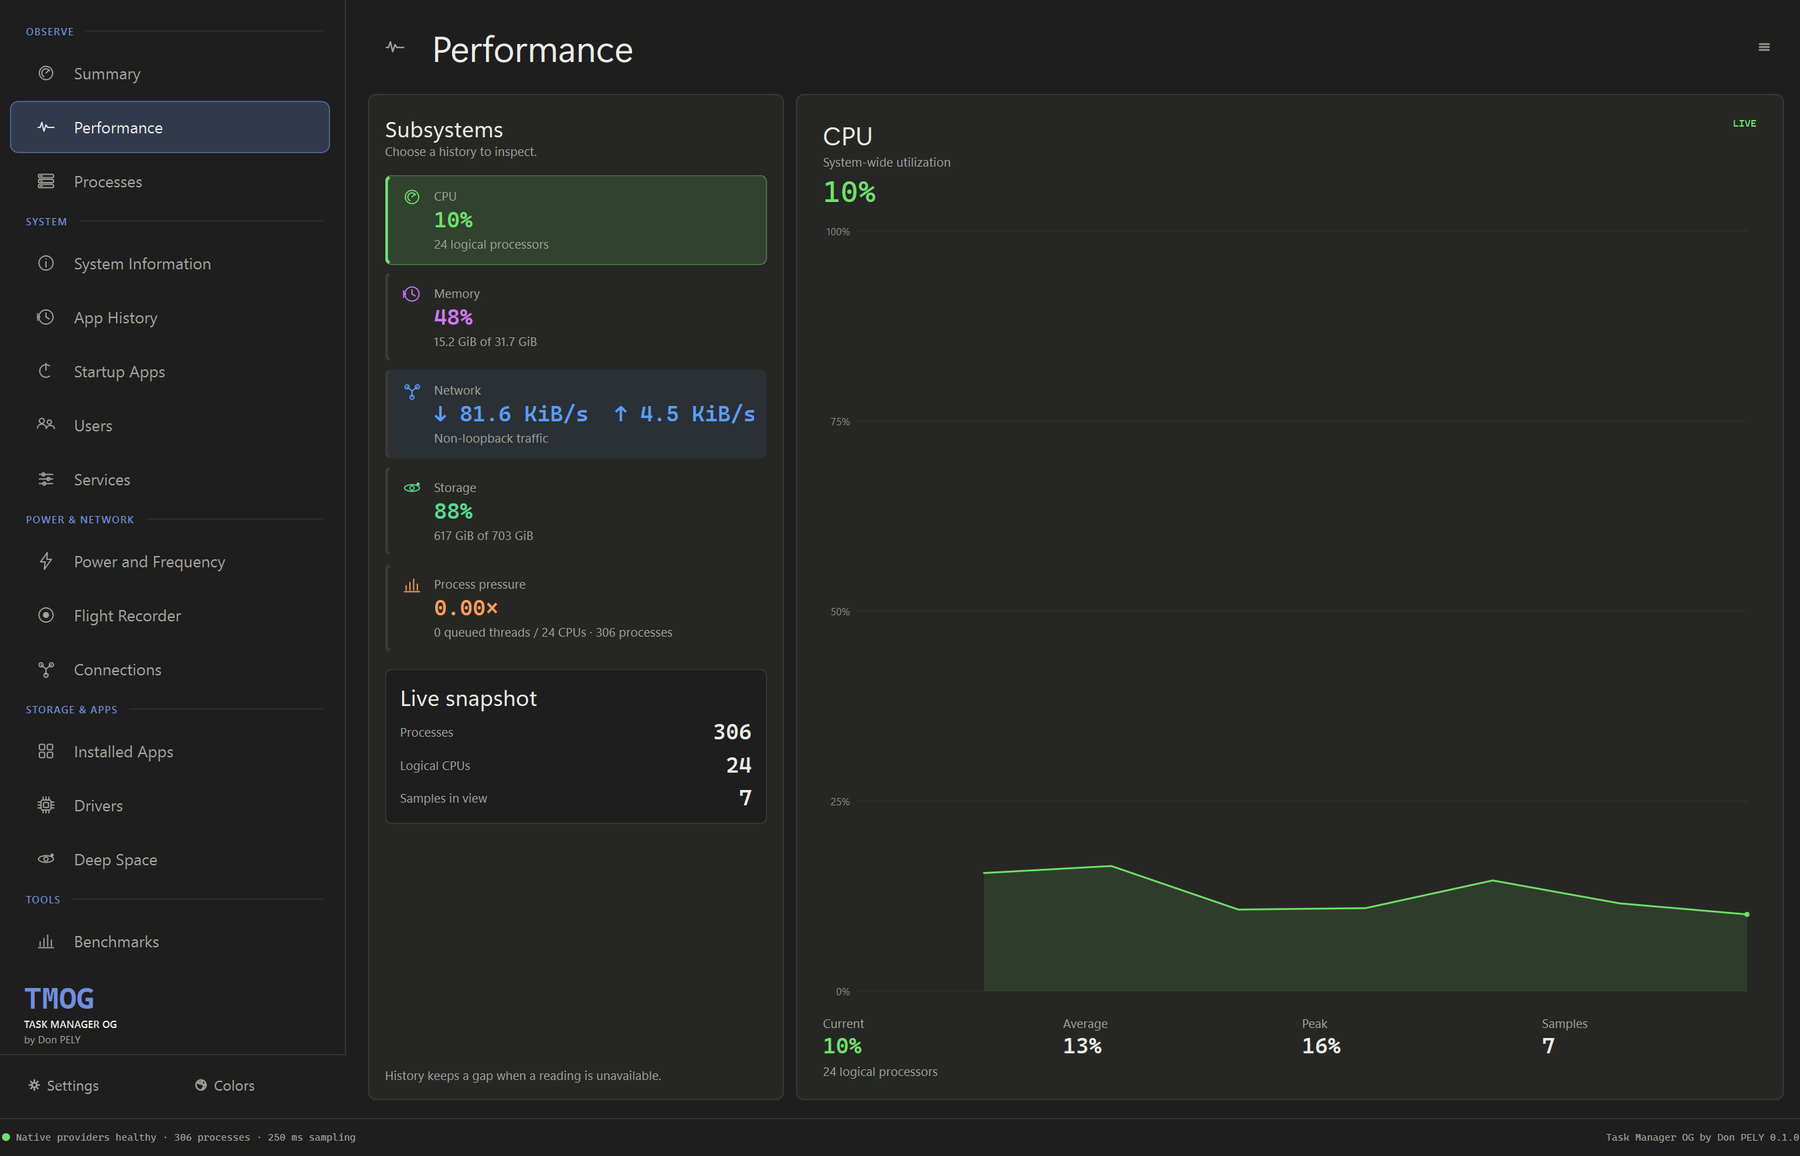 OBSERVE
Summary
Performance
Processes
SYSTEM
System Information
App History
Startup Apps
Users
Services
POWER & NETWORK
Power and Frequency
Flight Recorder
Connections
STORAGE & APPS
Installed Apps
Drivers
Deep Space
TOOLS
Benchmarks
TMOG
TASK MANAGER OG
by Don PELY
Settings
Colors
Performance
Subsystems
Choose a history to inspect.
CPU
10%
24 logical processors
Memory
48%
15.2 GiB of 31.7 GiB
Network
↓ 81.6 KiB/s ↑ 4.5 KiB/s
Non-loopback traffic
Storage
88%
617 GiB of 703 GiB
Process pressure
0.00×
0 queued threads / 24 CPUs · 306 processes
Live snapshot
Processes 306
Logical CPUs 24
Samples in view 7
History keeps a gap when a reading is unavailable.
CPU
LIVE
System-wide utilization
10%
100%
75%
50%
25%
0%
Current
10%
24 logical processors
Average
13%
Peak
16%
Samples
7
Native providers healthy · 306 processes · 250 ms sampling
Task Manager OG by Don PELY 0.1.0